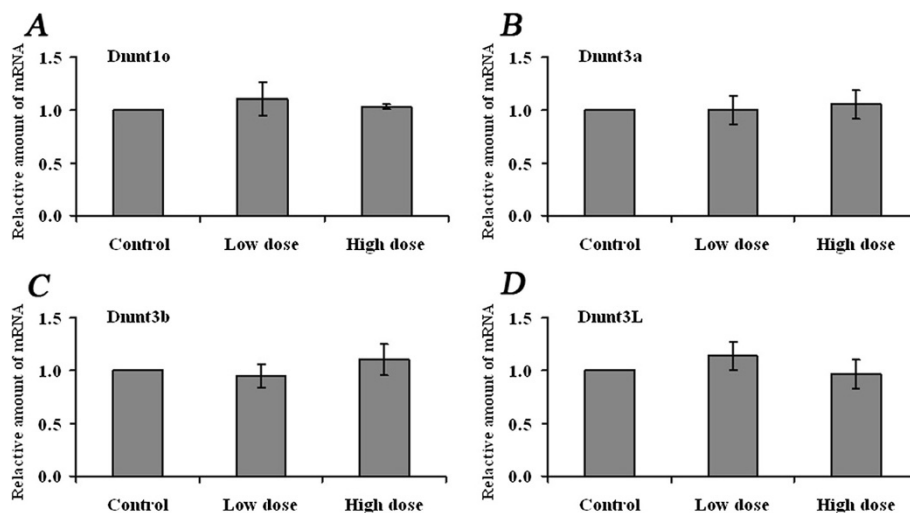 A
Dnmt1o
Relactive amount of mRNA
1.5
1.0
0.5
0.0
Control Low dose High dose
B
Dnmt3a
Relactive amount of mRNA
1.5
1.0
0.5
0.0
Control Low dose High dose
C
Dnmt3b
Relactive amount of mRNA
1.5
1.0
0.5
0.0
Control Low dose High dose
D
Dnmt3L
Relactive amount of mRNA
1.5
1.0
0.5
0.0
Control Low dose High dose